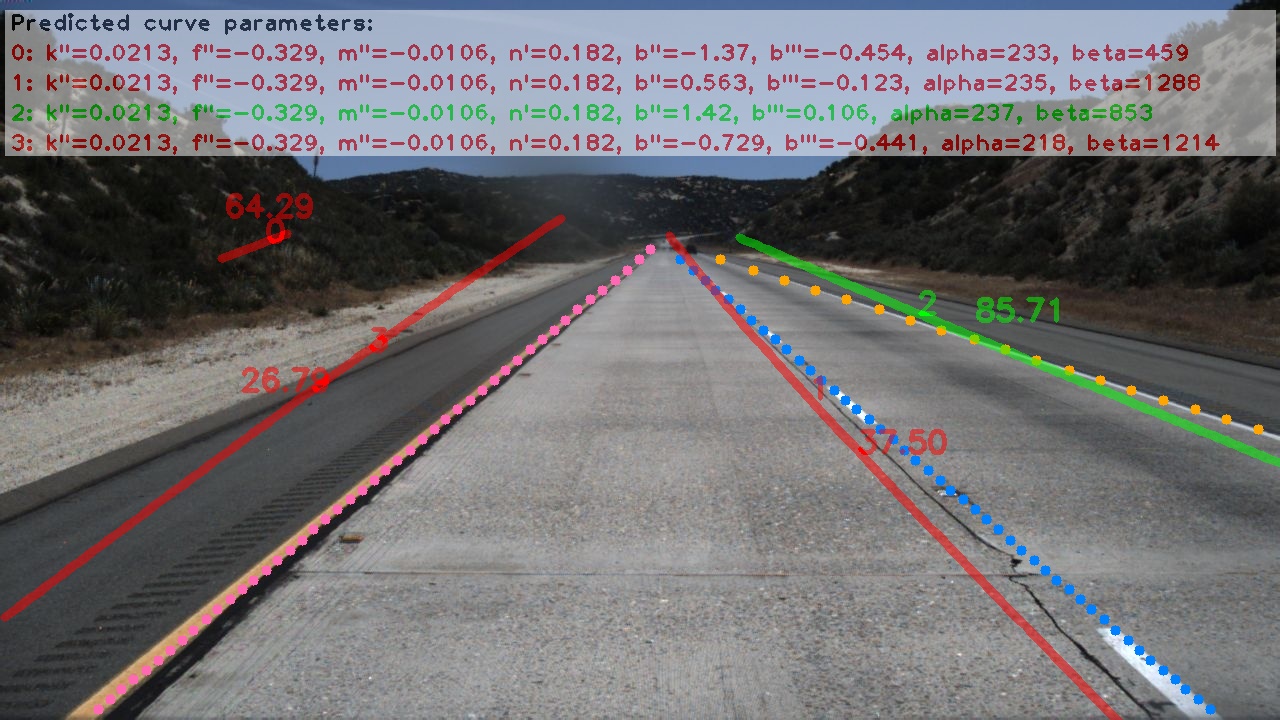 Predicted curve parameters:
0: k''=0.0213, f''=-0.329, m''=-0.0106, n'=0.182, b''=-1.37, b'''=-0.454, alpha=233, beta=459
1: k''=0.0213, f''=-0.329, m''=-0.0106, n'=0.182, b''=0.563, b'''=-0.123, alpha=235, beta=1288
2: k''=0.0213, f''=-0.329, m''=-0.0106, n'=0.182, b''=1.42, b'''=0.106, alpha=237, beta=853
3: k''=0.0213, f''=-0.329, m''=-0.0106, n'=0.182, b''=-0.729, b'''=-0.441, alpha=218, beta=1214
64.29
0
2 85.71
3
26.79
1
37.50